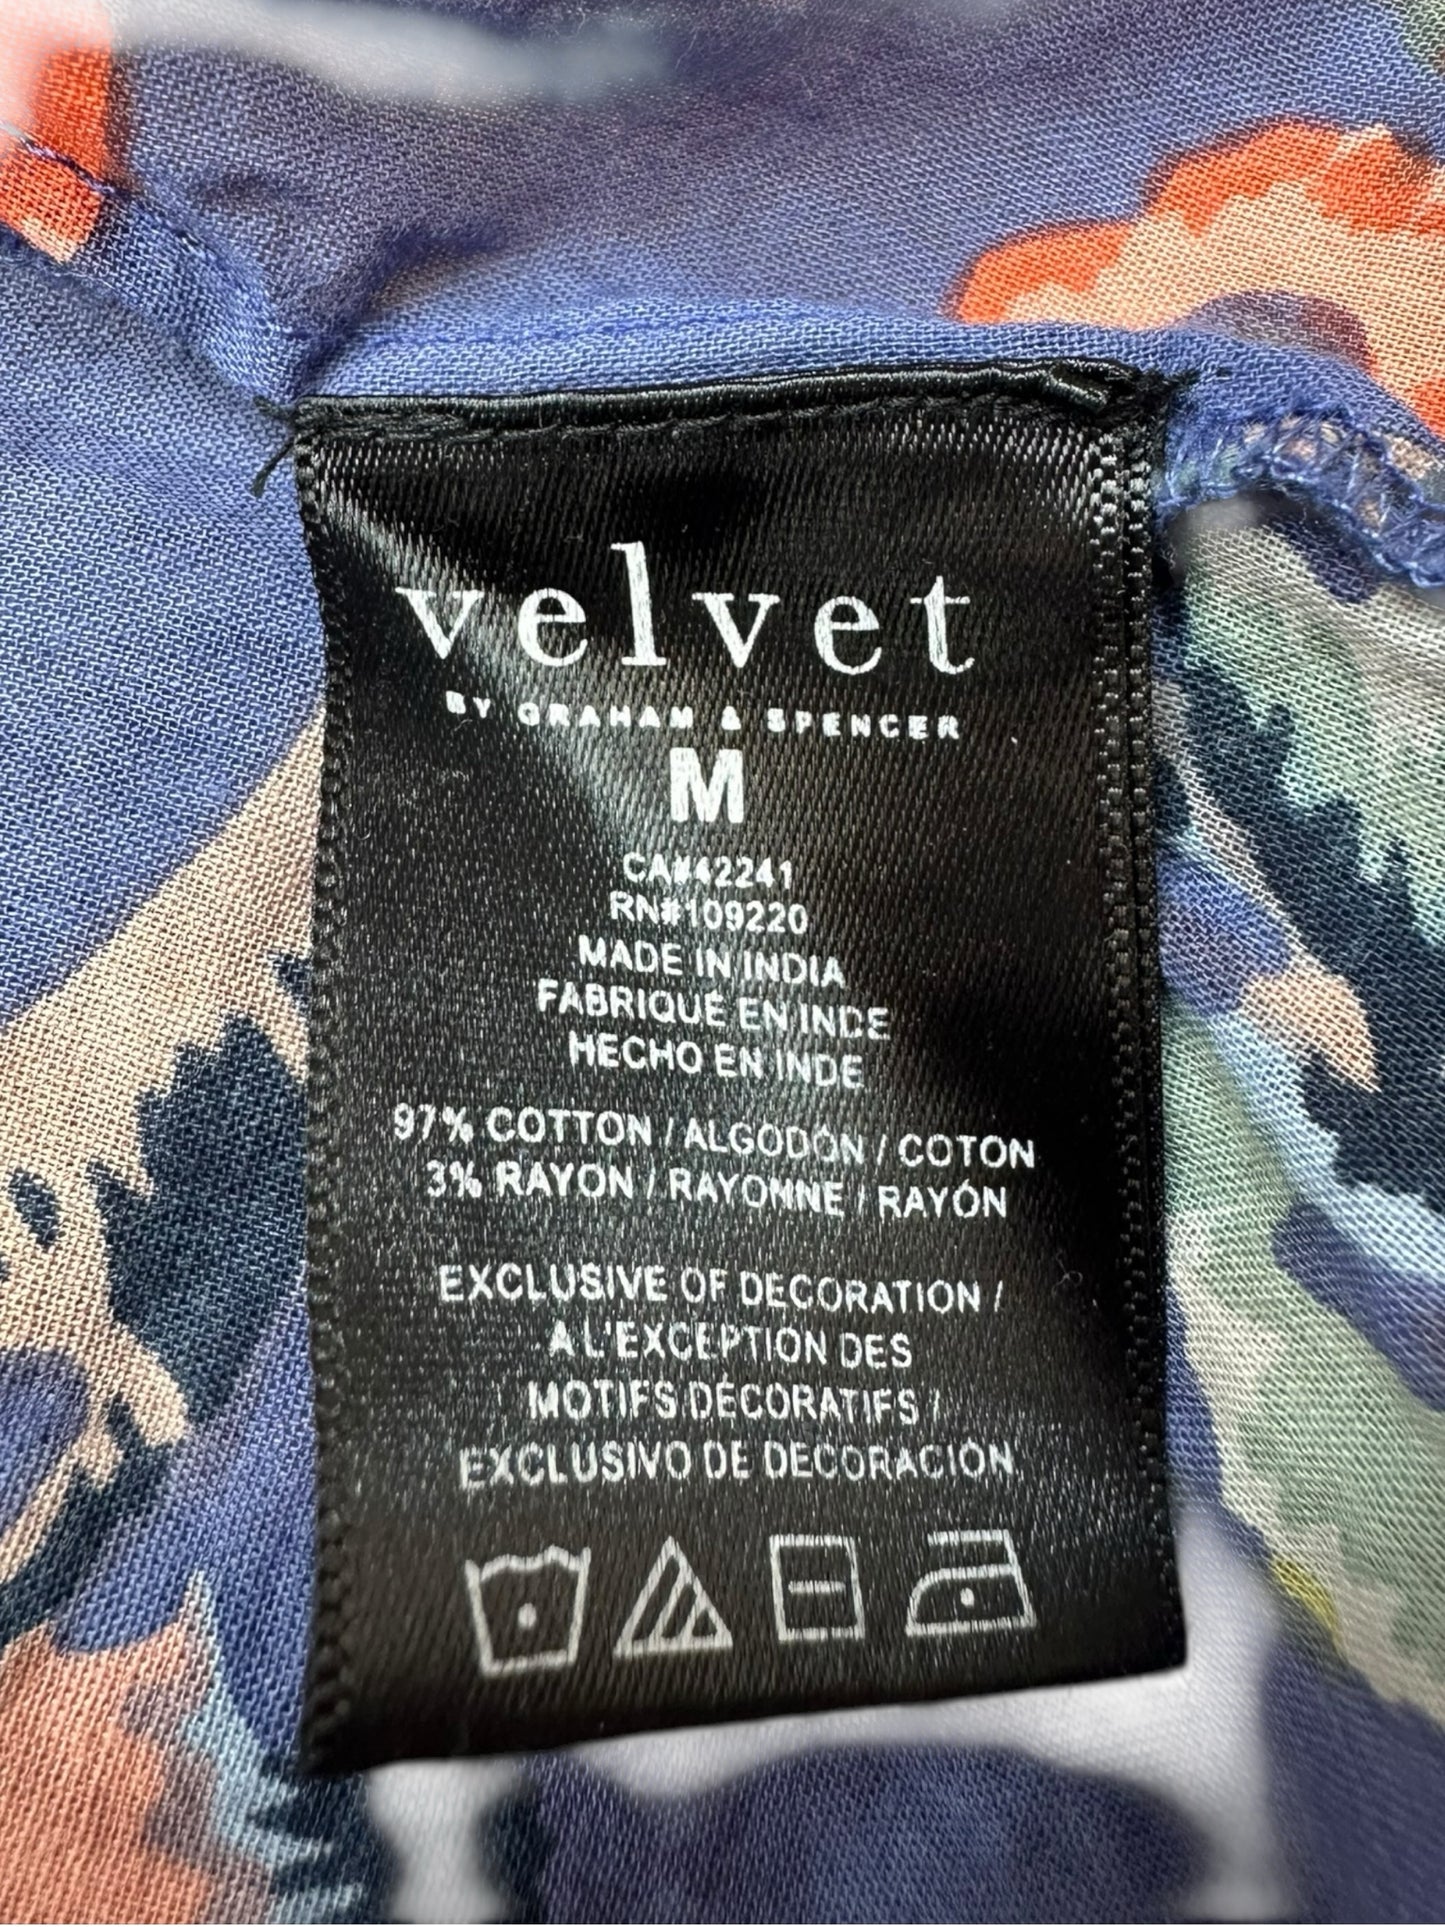 velvet
BY GRAHAM & SPENCER
M
CA#42241
RN#109220
MADE IN INDIA
FABRIQUÉ EN INDE
HECHO EN INDE
97% COTTON / ALGODÓN / COTON
3% RAYON / RAYONNE / RAYÓN
EXCLUSIVE OF DECORATION /
A L'EXCEPTION DES
MOTIFS DÉCORATIFS /
EXCLUSIVO DE DECORACIÓN